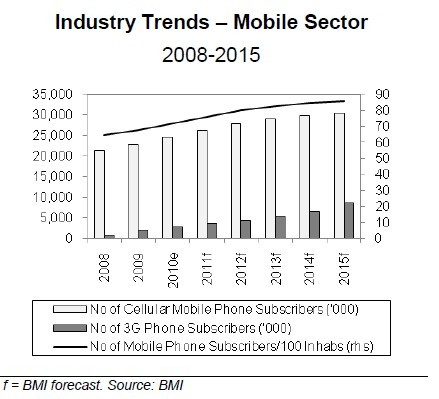 Industry Trends – Mobile Sector
2008-2015
35,000 90
30,000 80
25,000 70
20,000 60
15,000 50
10,000 40
5,000 30
0 20
10
0
2008 2009 2010e 2011f 2012f 2013f 2014f 2015f
No of Cellular Mobile Phone Subscribers ('000)
No of 3G Phone Subscribers ('000)
No of Mobile Phone Subscribers/100 Inhabs (rhs)
f = BMI forecast. Source: BMI